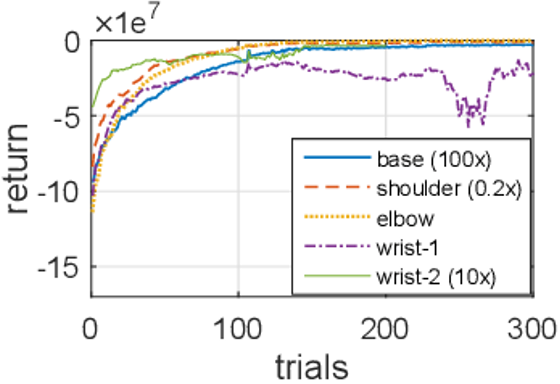 ×10e⁷
0
-5
-10
-15
return
base (100x)
shoulder (0.2x)
elbow
wrist-1
wrist-2 (10x)
0 100 200 300
trials